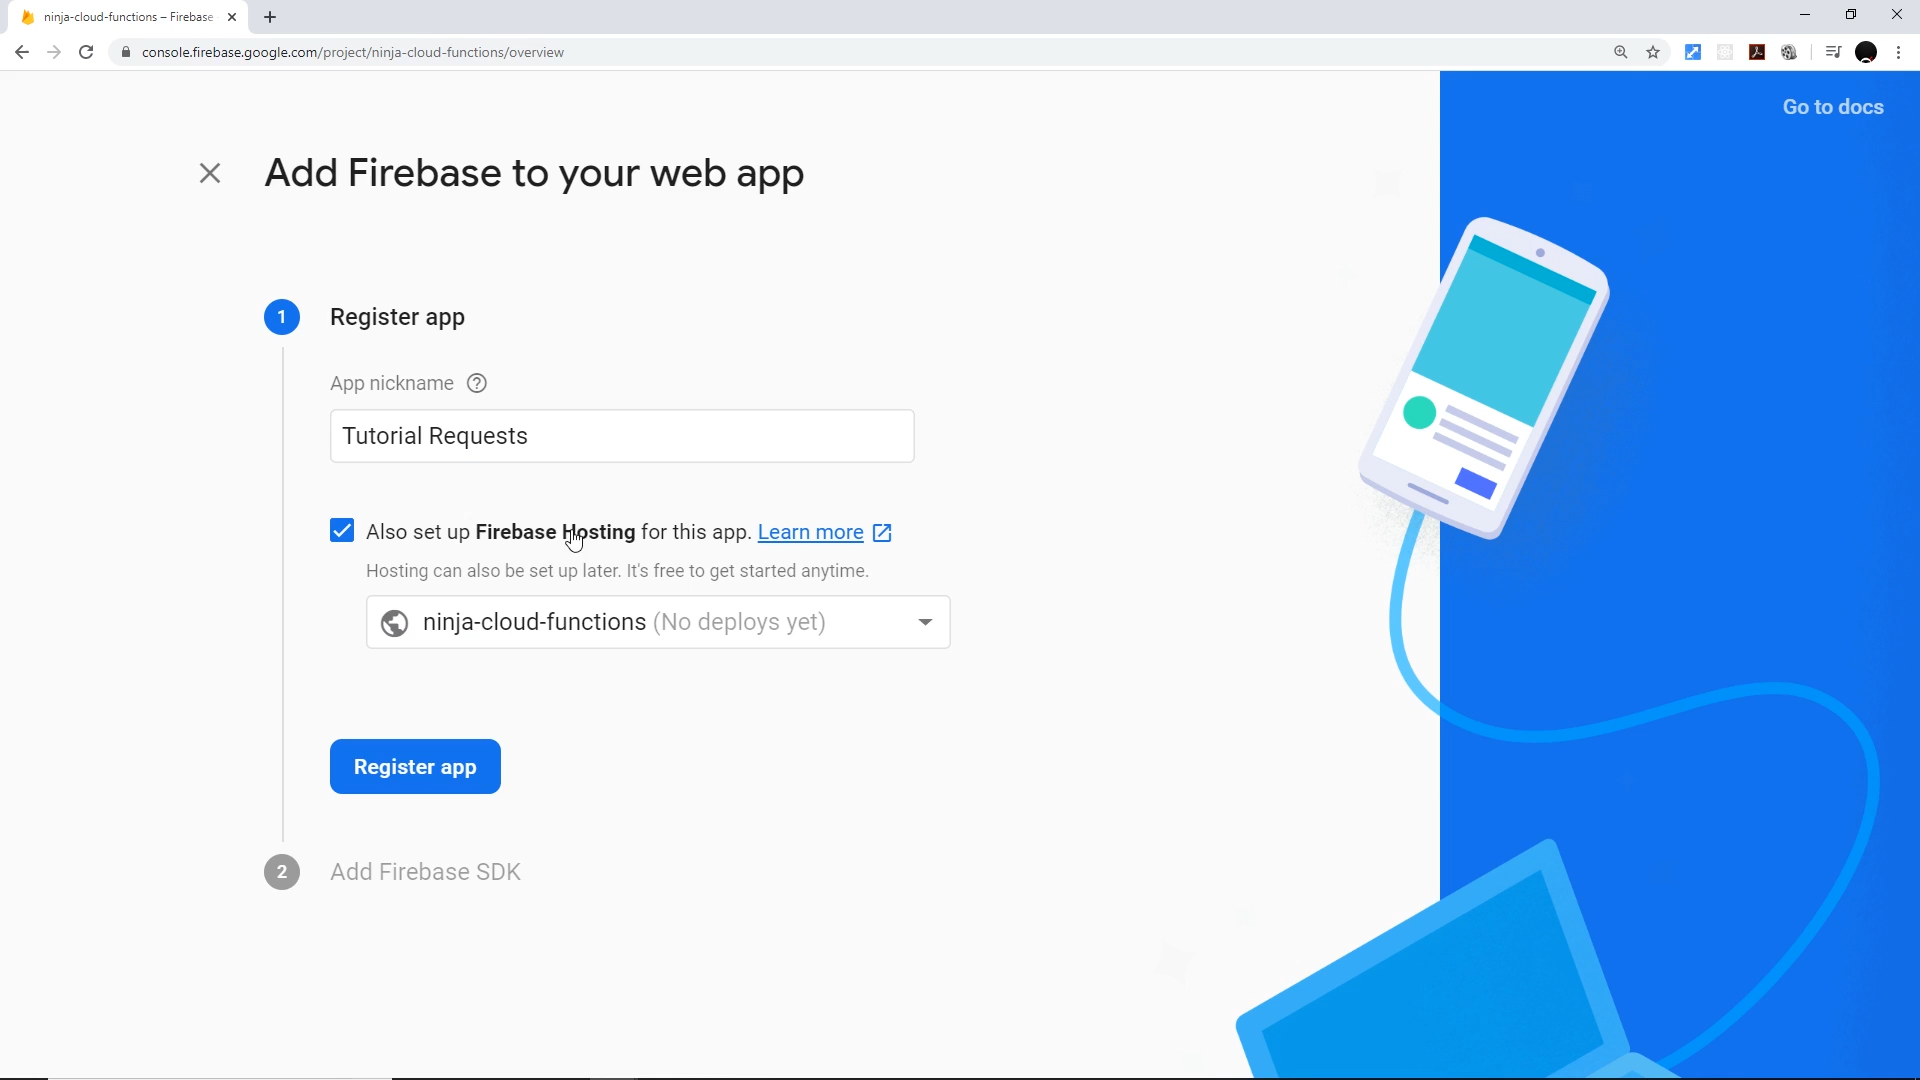 ninja-cloud-functions – Firebase
console.firebase.google.com/project/ninja-cloud-functions/overview
Go to docs
Add Firebase to your web app
1 Register app
App nickname
Tutorial Requests
Also set up Firebase Hosting for this app. Learn more
Hosting can also be set up later. It's free to get started anytime.
ninja-cloud-functions (No deploys yet)
Register app
2 Add Firebase SDK